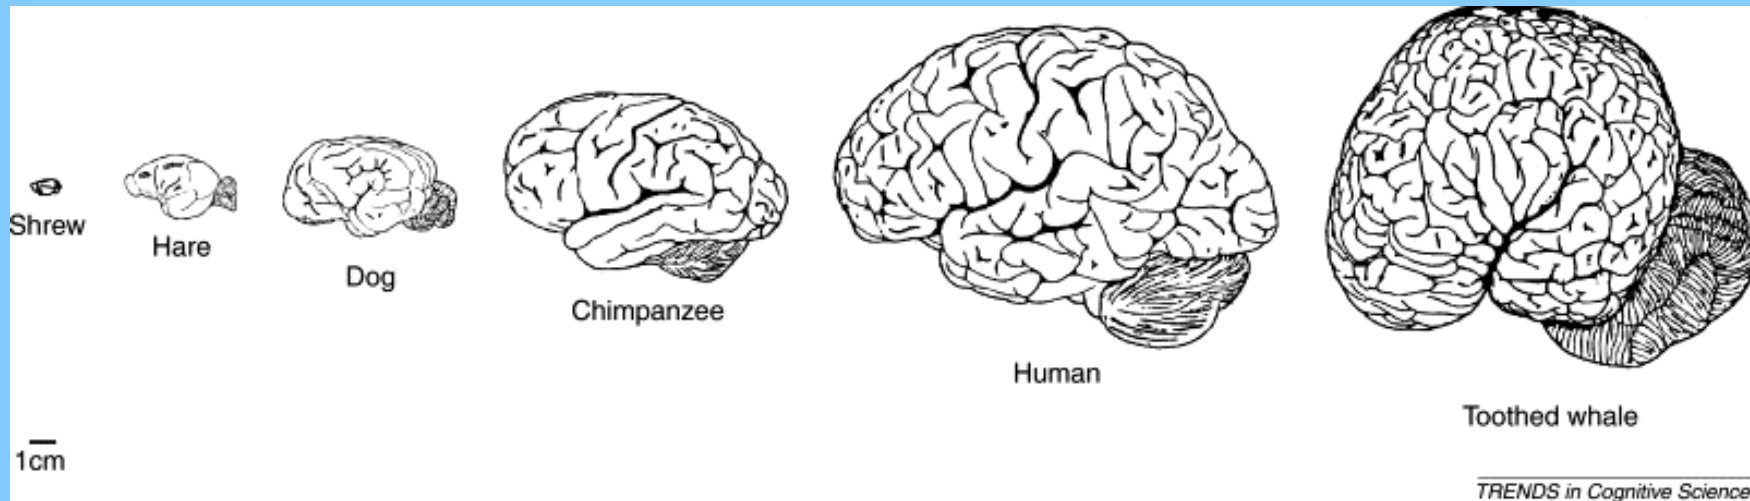 Shrew
Hare
Dog
Chimpanzee
Human
Toothed whale
1cm
TRENDS in Cognitive Science